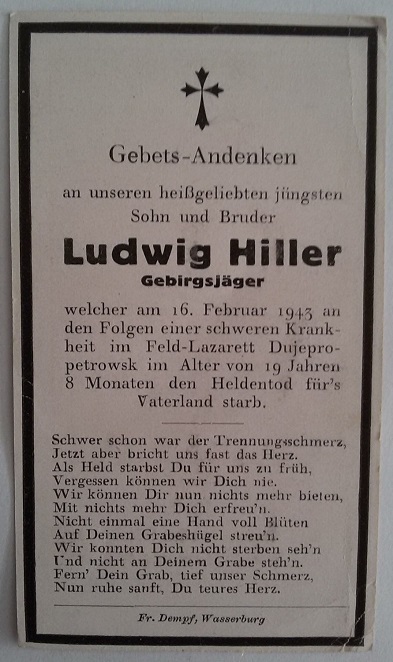 Gebets-Andenken
an unseren heißgeliebten jüngsten
Sohn und Bruder
Ludwig Hiller
Gebirgsjäger
welcher am 16. Februar 1943 an
den Folgen einer schweren Krank-
heit im Feld-Lazarett Dujepro-
petrowsk im Alter von 19 Jahren
8 Monaten den Heldentod für's
Vaterland starb.
Schwer schon war der Trennungsschmerz,
Jetzt aber bricht uns fast das Herz.
Als Held starbst Du für uns zu früh,
Vergessen können wir Dich nie.
Wir können Dir nun nichts mehr bieten,
Mit nichts mehr Dich erfreu'n.
Nicht einmal eine Hand voll Blüten
Auf Deinen Grabeshügel streu'n.
Wir konnten Dich nicht sterben seh'n
Und nicht an Deinem Grabe steh'n.
Fern' Dein Grab, tief unser Schmerz,
Nun ruhe sanft, Du teures Herz.
Fr. Dempf, Wasserburg